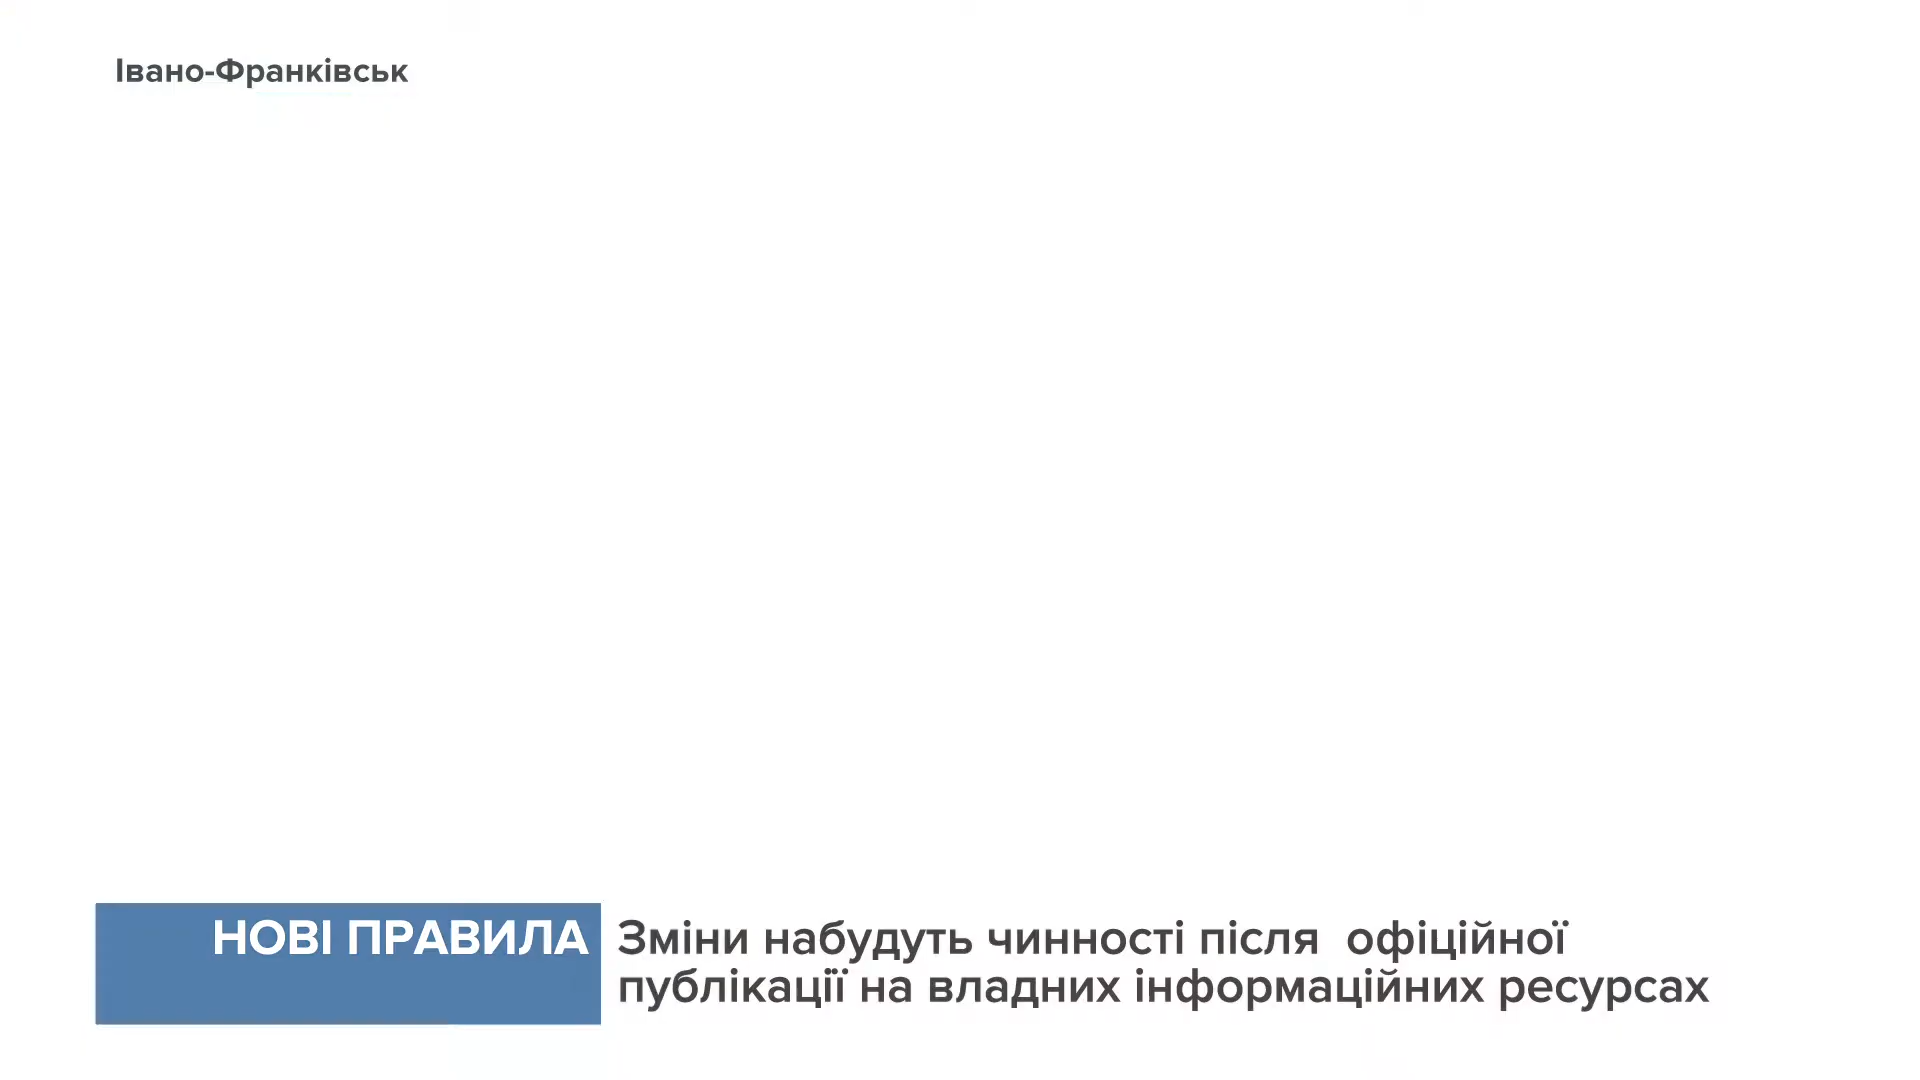 Івано-Франківськ
НОВІ ПРАВИЛА
Зміни набудуть чинності після  офіційної
публікації на владних інформаційних ресурсах